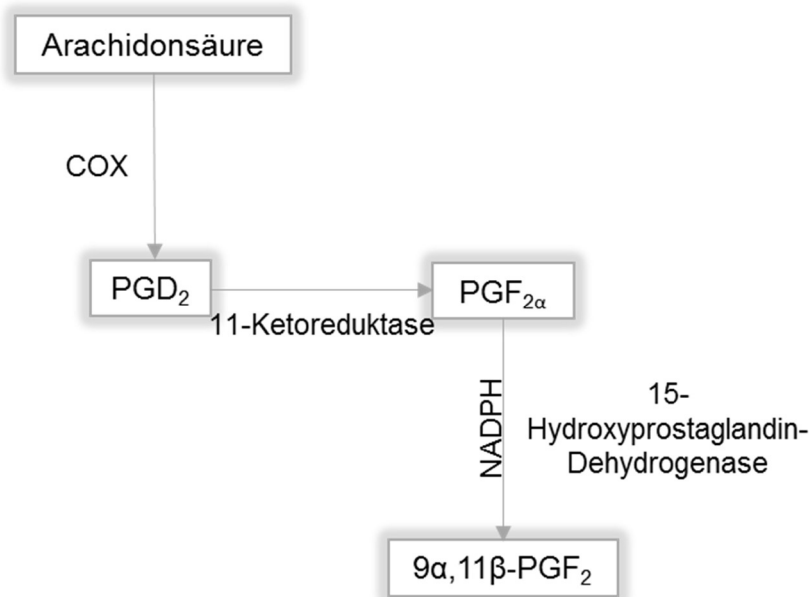 Arachidonsäure
COX
PGD₂
PGF₂α
11-Ketoreduktase
NADPH
15-
Hydroxyprostaglandin-
Dehydrogenase
9α,11β-PGF₂